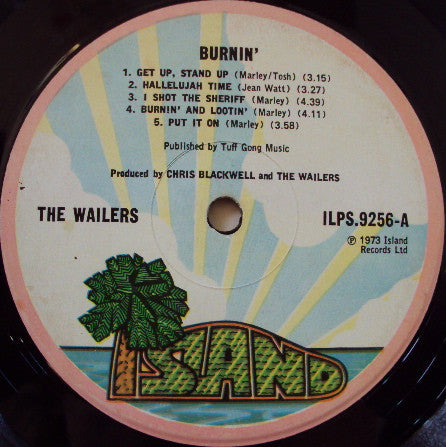 BURNIN'
1. GET UP, STAND UP (Marley/Tosh) (3.15)
2. HALLELUJAH TIME (Jean Watt) (3.27)
3. I SHOT THE SHERIFF (Marley) (4.39)
4. BURNIN' AND LOOTIN' (Marley) (4.11)
5. PUT IT ON (Marley) (3.58)
Published by Tuff Gong Music
Produced by CHRIS BLACKWELL and THE WAILERS
THE WAILERS
ILPS.9256-A
℗ 1973 Island
Records Ltd
ISLAND